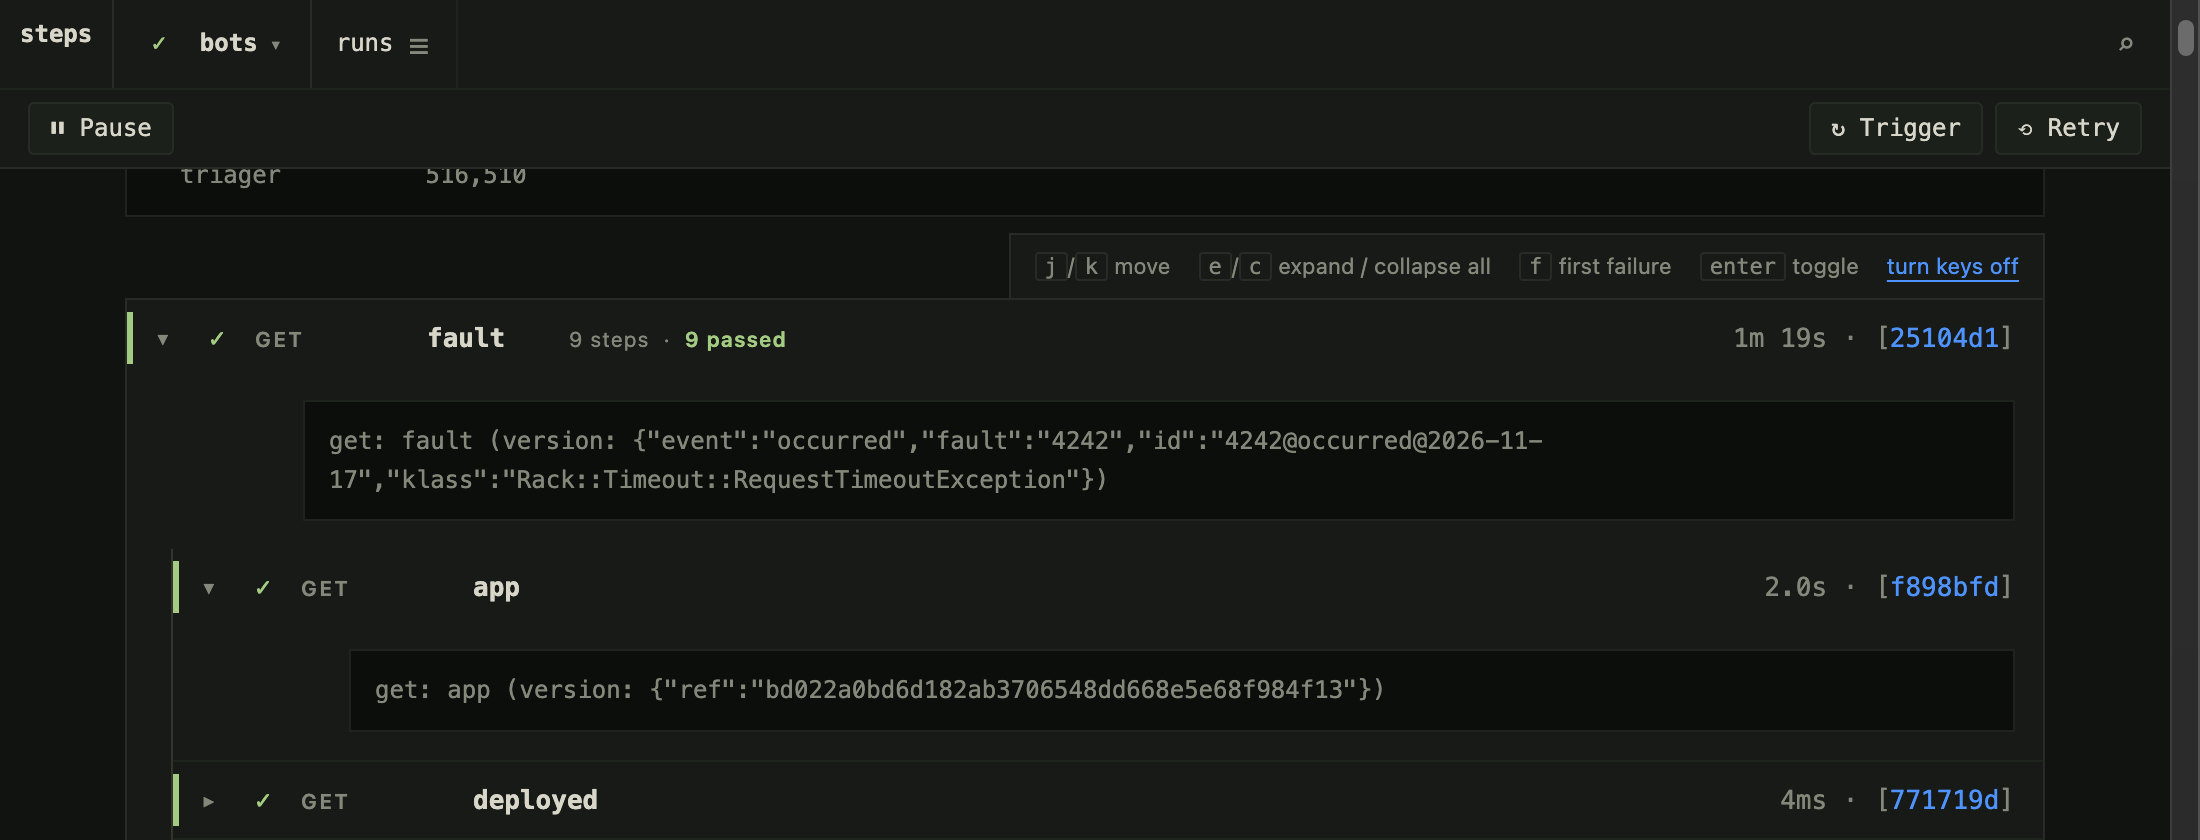 steps ✓ bots ▾ runs ≡
Pause ↻ Trigger ⟲ Retry
triager 516,510
j/k move e/c expand / collapse all f first failure enter toggle turn keys off
▼ ✓ GET fault 9 steps · 9 passed 1m 19s · [25104d1]
get: fault (version: {"event":"occurred","fault":"4242","id":"4242@occurred@2026-11-
17","klass":"Rack::Timeout::RequestTimeoutException"})
▼ ✓ GET app 2.0s · [f898bfd]
get: app (version: {"ref":"bd022a0bd6d182ab3706548dd668e5e68f984f13"})
▶ ✓ GET deployed 4ms · [771719d]